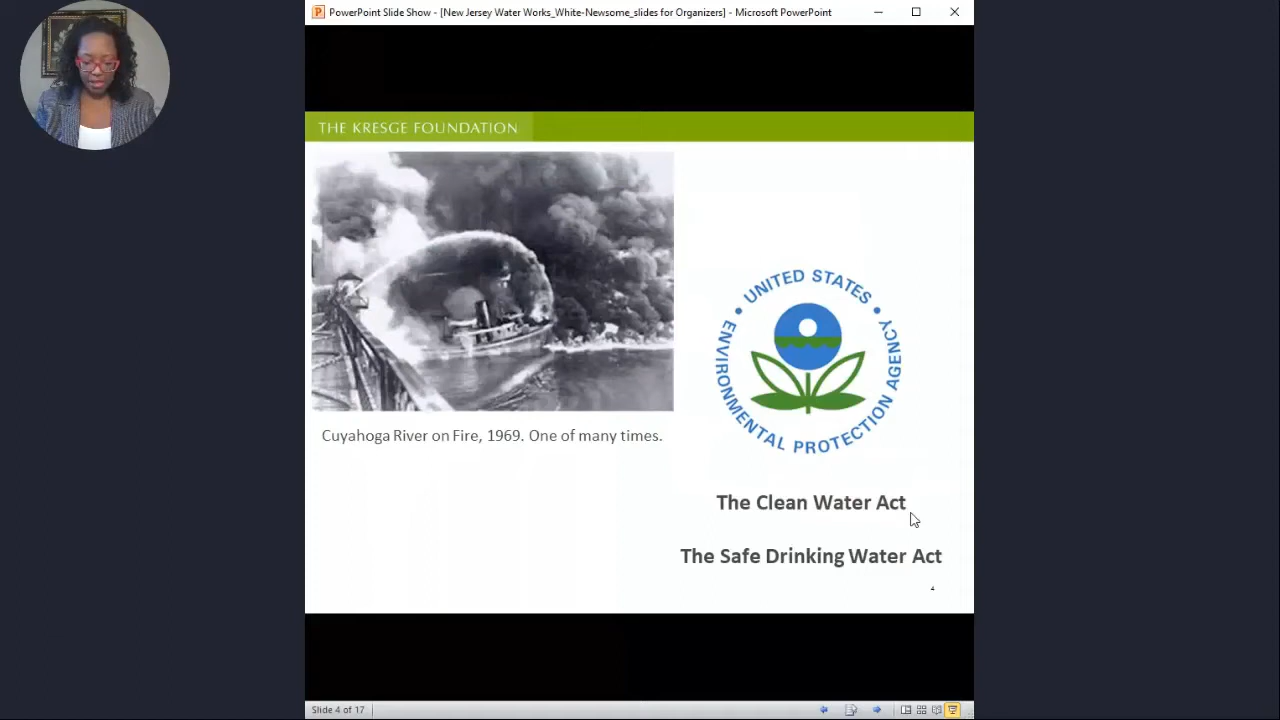 PowerPoint Slide Show - [New Jersey Water Works_White-Newsome_slides for Organizers] - Microsoft PowerPoint
THE KRESGE FOUNDATION
UNITED STATES
ENVIRONMENTAL PROTECTION AGENCY
Cuyahoga River on Fire, 1969. One of many times.
The Clean Water Act
The Safe Drinking Water Act
4
Slide 4 of 17